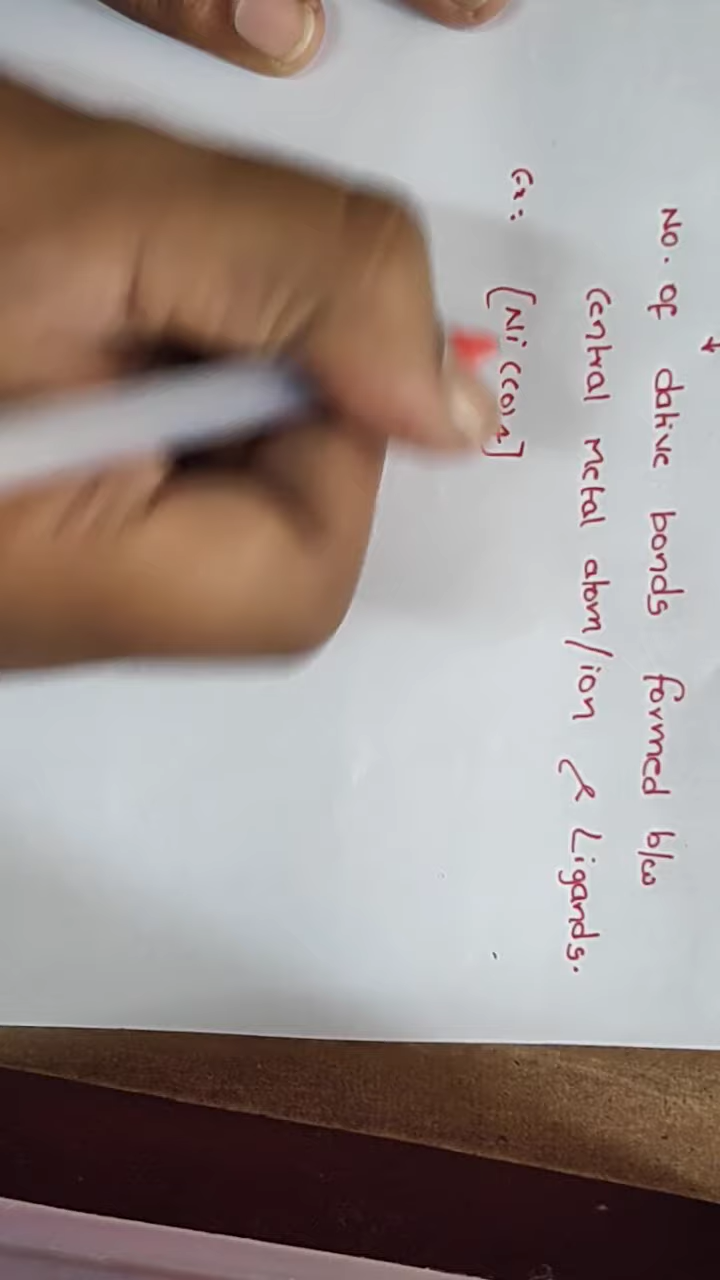 ↓
No. of dative bonds formed b/w
Central Metal atom/ion & Ligands.
Ex: [Ni(CO)4]